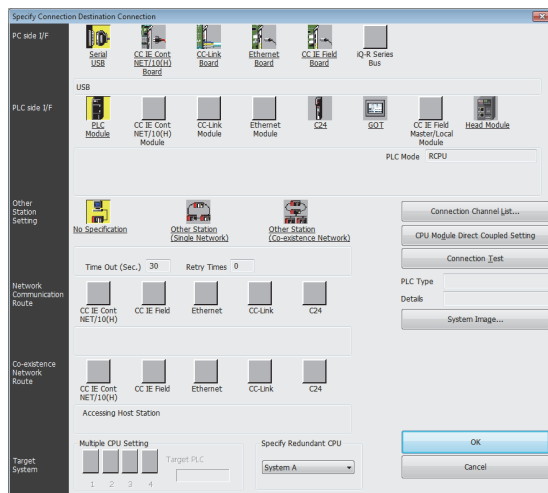 Specify Connection Destination Connection
PC side I/F
Serial
USB
CC IE Cont
NET/10(H)
Board
CC-Link
Board
Ethernet
Board
CC IE Field
Board
iQ-R Series
Bus
USB
PLC side I/F
PLC
Module
CC IE Cont
NET/10(H)
Module
CC-Link
Module
Ethernet
Module
C24
GOT
CC IE Field
Master/Local
Module
Head Module
PLC Mode RCPU
Other
Station
Setting
No Specification
Other Station
(Single Network)
Other Station
(Co-existence Network)
Connection Channel List...
CPU Module Direct Coupled Setting
Time Out (Sec.) 30 Retry Times 0
Connection Test
PLC Type
Details
System Image...
Network
Communication
Route
CC IE Cont
NET/10(H)
CC IE Field
Ethernet
CC-Link
C24
Co-existence
Network
Route
CC IE Cont
NET/10(H)
CC IE Field
Ethernet
CC-Link
C24
Accessing Host Station
Target
System
Multiple CPU Setting
Target PLC
1 2 3 4
Specify Redundant CPU
System A
OK
Cancel